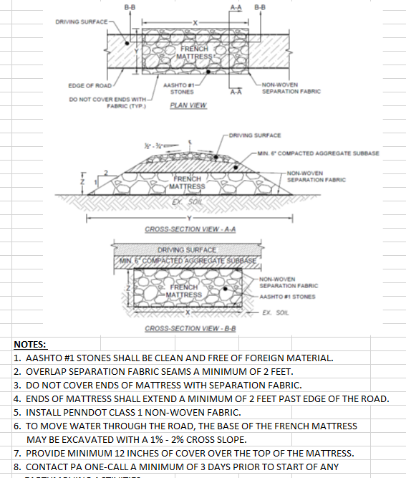 B-B
A-A
B-B
X
DRIVING SURFACE
FRENCH
MATTRESS
Y
EDGE OF ROAD
AASHTO #1
STONES
A-A
NON-WOVEN
SEPARATION FABRIC
DO NOT COVER ENDS WITH
FABRIC (TYP.)
PLAN VIEW
DRIVING SURFACE
MIN. 6" COMPACTED AGGREGATE SUBBASE
2
1
Z
FRENCH
MATTRESS
NON-WOVEN
SEPARATION FABRIC
EX. SOIL
Y
CROSS-SECTION VIEW - A-A
DRIVING SURFACE
MIN. 6" COMPACTED AGGREGATE SUBBASE
Z
FRENCH
MATTRESS
NON-WOVEN
SEPARATION FABRIC
AASHTO #1 STONES
X
EX. SOIL
CROSS-SECTION VIEW - B-B
NOTES:
1. AASHTO #1 STONES SHALL BE CLEAN AND FREE OF FOREIGN MATERIAL.
2. OVERLAP SEPARATION FABRIC SEAMS A MINIMUM OF 2 FEET.
3. DO NOT COVER ENDS OF MATTRESS WITH SEPARATION FABRIC.
4. ENDS OF MATTRESS SHALL EXTEND A MINIMUM OF 2 FEET PAST EDGE OF THE ROAD.
5. INSTALL PENNDOT CLASS 1 NON-WOVEN FABRIC.
6. TO MOVE WATER THROUGH THE ROAD, THE BASE OF THE FRENCH MATTRESS
MAY BE EXCAVATED WITH A 1% - 2% CROSS SLOPE.
7. PROVIDE MINIMUM 12 INCHES OF COVER OVER THE TOP OF THE MATTRESS.
8. CONTACT PA ONE-CALL A MINIMUM OF 3 DAYS PRIOR TO START OF ANY